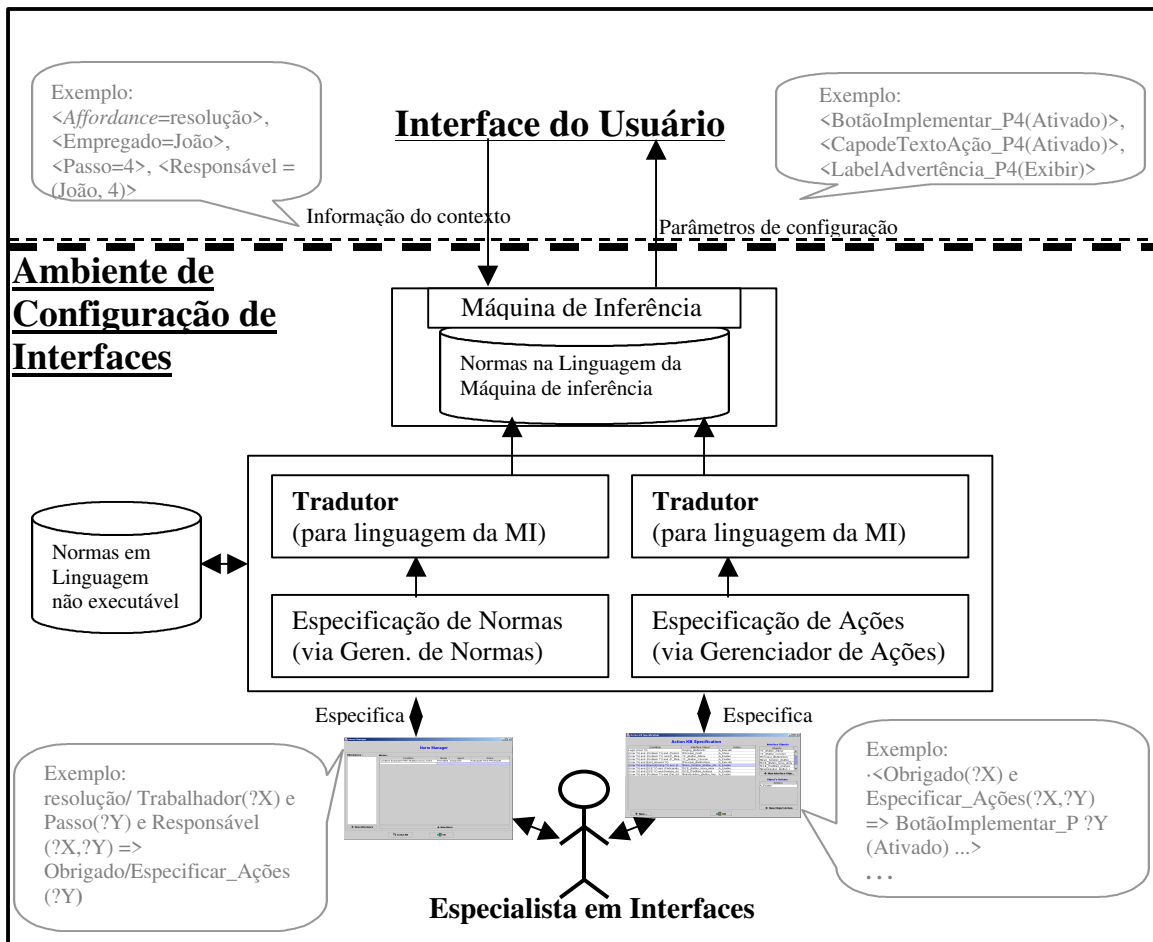 Exemplo:
<Affordance=resolução>,
<Empregado=João>,
<Passo=4>, <Responsável =
(João, 4)>
Interface do Usuário
Exemplo:
<BotãoImplementar_P4(Ativado)>,
<CapodeTextoAção_P4(Ativado)>,
<LabelAdvertência_P4(Exibir)>
Informação do contexto
Parâmetros de configuração
Ambiente de
Configuração de
Interfaces
Máquina de Inferência
Normas na Linguagem da
Máquina de inferência
Tradutor
(para linguagem da MI)
Tradutor
(para linguagem da MI)
Normas em
Linguagem
não executável
Especificação de Normas
(via Geren. de Normas)
Especificação de Ações
(via Gerenciador de Ações)
Especifica
Especifica
Norm Manager
Action KB Specification
Exemplo:
resolução/ Trabalhador(?X) e
Passo(?Y) e Responsável
(?X,?Y) =>
Obrigado/Especificar_Ações
(?Y)
Exemplo:
·<Obrigado(?X) e
Especificar_Ações(?X,?Y)
=> BotãoImplementar_P ?Y
(Ativado) ...>
. . .
Especialista em Interfaces